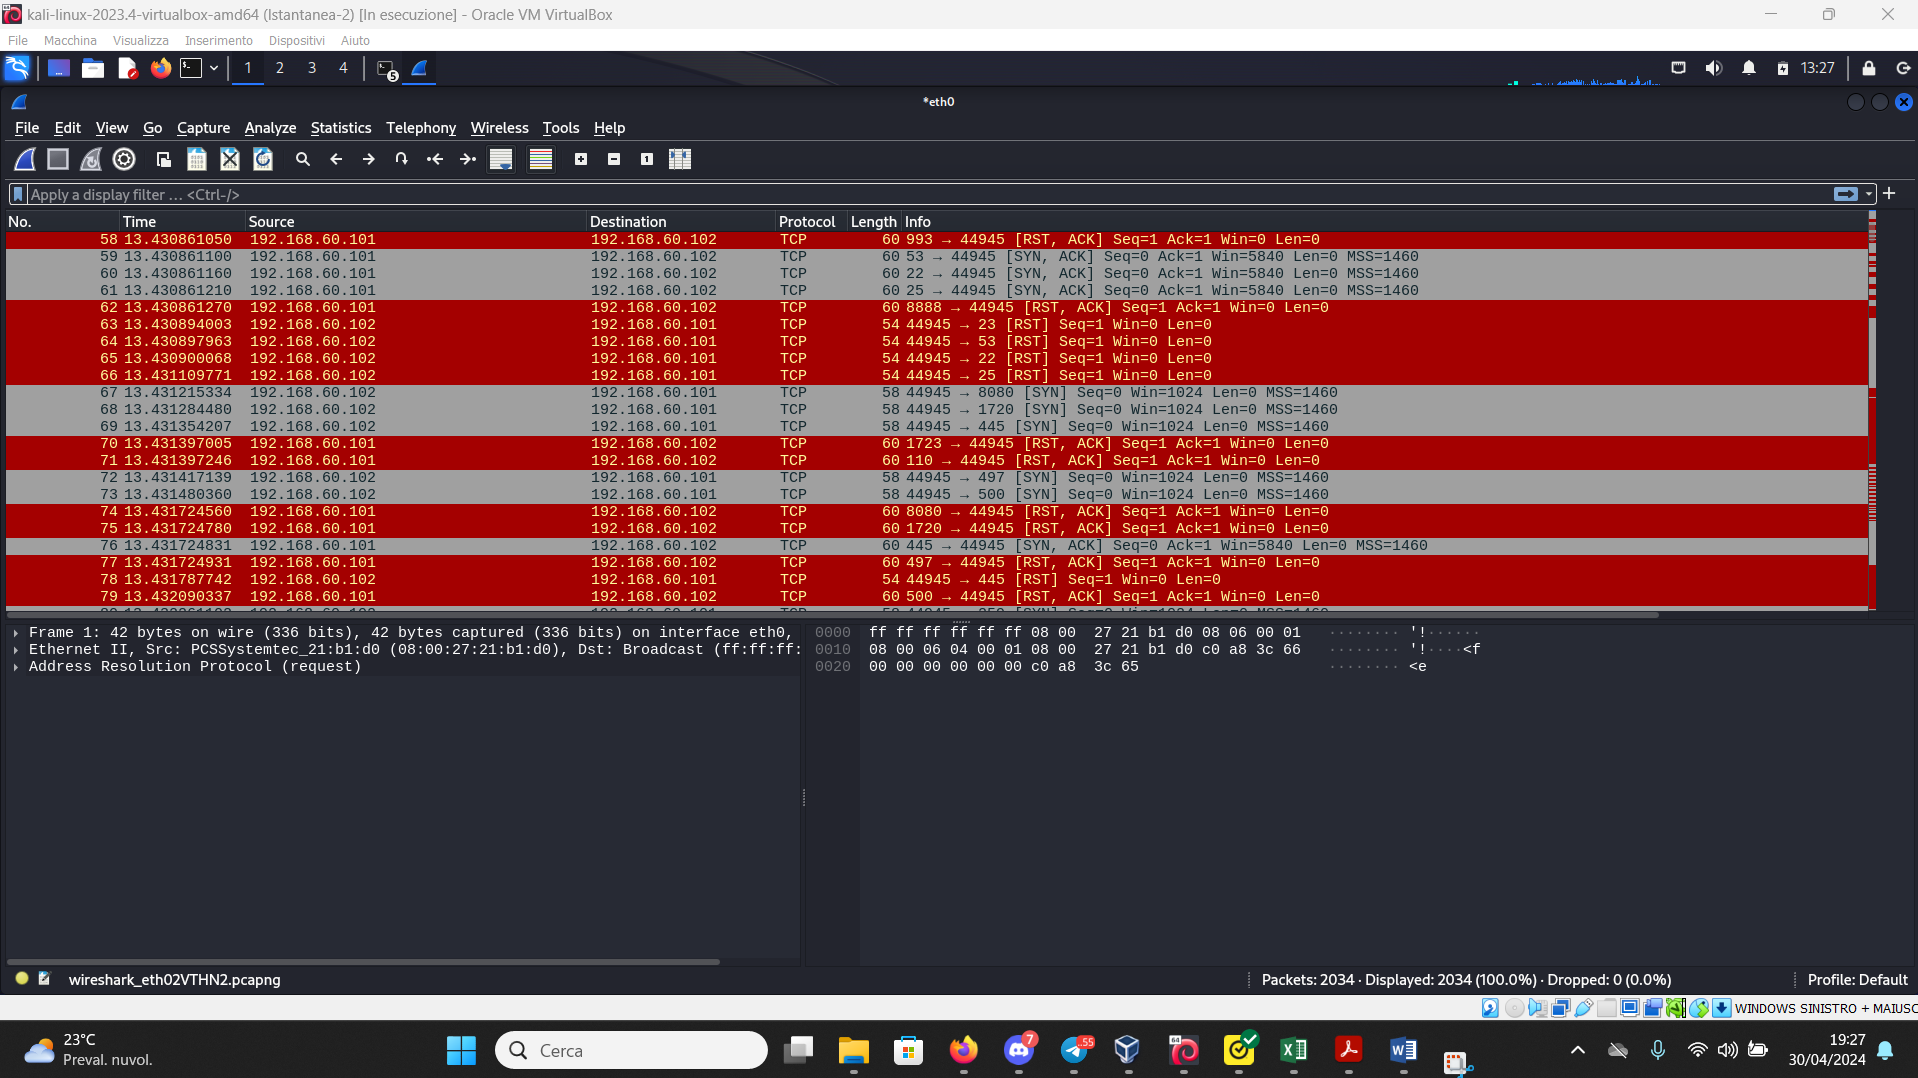 kali-linux-2023.4-virtualbox-amd64 (Istantanea-2) [In esecuzione] - Oracle VM VirtualBox
File Macchina Visualizza Inserimento Dispositivi Aiuto
1 2 3 4 5 13:27
*eth0
File Edit View Go Capture Analyze Statistics Telephony Wireless Tools Help
Apply a display filter … <Ctrl-/>
No. Time Source Destination Protocol Length Info
58 13.430861050 192.168.60.101 192.168.60.102 TCP 60 993 → 44945 [RST, ACK] Seq=1 Ack=1 Win=0 Len=0
59 13.430861100 192.168.60.101 192.168.60.102 TCP 60 53 → 44945 [SYN, ACK] Seq=0 Ack=1 Win=5840 Len=0 MSS=1460
60 13.430861160 192.168.60.101 192.168.60.102 TCP 60 22 → 44945 [SYN, ACK] Seq=0 Ack=1 Win=5840 Len=0 MSS=1460
61 13.430861210 192.168.60.101 192.168.60.102 TCP 60 25 → 44945 [SYN, ACK] Seq=0 Ack=1 Win=5840 Len=0 MSS=1460
62 13.430861270 192.168.60.101 192.168.60.102 TCP 60 8888 → 44945 [RST, ACK] Seq=1 Ack=1 Win=0 Len=0
63 13.430894003 192.168.60.102 192.168.60.101 TCP 54 44945 → 23 [RST] Seq=1 Win=0 Len=0
64 13.430897963 192.168.60.102 192.168.60.101 TCP 54 44945 → 53 [RST] Seq=1 Win=0 Len=0
65 13.430900068 192.168.60.102 192.168.60.101 TCP 54 44945 → 22 [RST] Seq=1 Win=0 Len=0
66 13.431109771 192.168.60.102 192.168.60.101 TCP 54 44945 → 25 [RST] Seq=1 Win=0 Len=0
67 13.431215334 192.168.60.102 192.168.60.101 TCP 58 44945 → 8080 [SYN] Seq=0 Win=1024 Len=0 MSS=1460
68 13.431284480 192.168.60.102 192.168.60.101 TCP 58 44945 → 1720 [SYN] Seq=0 Win=1024 Len=0 MSS=1460
69 13.431354207 192.168.60.102 192.168.60.101 TCP 58 44945 → 445 [SYN] Seq=0 Win=1024 Len=0 MSS=1460
70 13.431397005 192.168.60.101 192.168.60.102 TCP 60 1723 → 44945 [RST, ACK] Seq=1 Ack=1 Win=0 Len=0
71 13.431397246 192.168.60.101 192.168.60.102 TCP 60 110 → 44945 [RST, ACK] Seq=1 Ack=1 Win=0 Len=0
72 13.431417139 192.168.60.102 192.168.60.101 TCP 58 44945 → 497 [SYN] Seq=0 Win=1024 Len=0 MSS=1460
73 13.431480360 192.168.60.102 192.168.60.101 TCP 58 44945 → 500 [SYN] Seq=0 Win=1024 Len=0 MSS=1460
74 13.431724560 192.168.60.101 192.168.60.102 TCP 60 8080 → 44945 [RST, ACK] Seq=1 Ack=1 Win=0 Len=0
75 13.431724780 192.168.60.101 192.168.60.102 TCP 60 1720 → 44945 [RST, ACK] Seq=1 Ack=1 Win=0 Len=0
76 13.431724831 192.168.60.101 192.168.60.102 TCP 60 445 → 44945 [SYN, ACK] Seq=0 Ack=1 Win=5840 Len=0 MSS=1460
77 13.431724931 192.168.60.101 192.168.60.102 TCP 60 497 → 44945 [RST, ACK] Seq=1 Ack=1 Win=0 Len=0
78 13.431787742 192.168.60.102 192.168.60.101 TCP 54 44945 → 445 [RST] Seq=1 Win=0 Len=0
79 13.432090337 192.168.60.101 192.168.60.102 TCP 60 500 → 44945 [RST, ACK] Seq=1 Ack=1 Win=0 Len=0
Frame 1: 42 bytes on wire (336 bits), 42 bytes captured (336 bits) on interface eth0,
Ethernet II, Src: PCSSystemtec_21:b1:d0 (08:00:27:21:b1:d0), Dst: Broadcast (ff:ff:ff:
Address Resolution Protocol (request)
0000 ff ff ff ff ff ff 08 00 27 21 b1 d0 08 06 00 01 ········ '!······
0010 08 00 06 04 00 01 08 00 27 21 b1 d0 c0 a8 3c 66 ········ '!····<f
0020 00 00 00 00 00 00 c0 a8 3c 65 ········ <e
wireshark_eth02VTHN2.pcapng
Packets: 2034 · Displayed: 2034 (100.0%) · Dropped: 0 (0.0%)
Profile: Default
WINDOWS SINISTRO + MAIUSC
23°C
Preval. nuvol.
Cerca
7
..55
64
19:27
30/04/2024